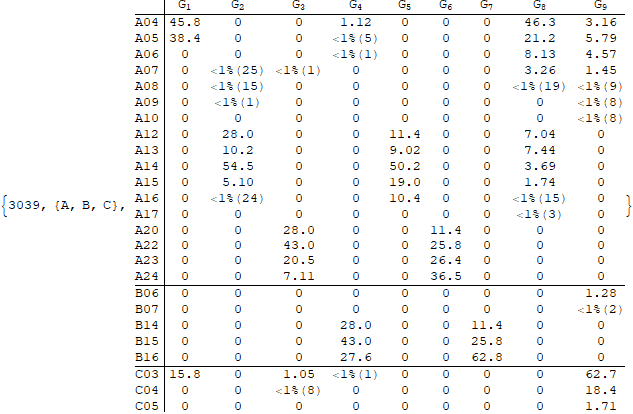 G1 G2 G3 G4 G5 G6 G7 G8 G9
A04 45.8 0 0 1.12 0 0 0 46.3 3.16
A05 38.4 0 0 <1%(5) 0 0 0 21.2 5.79
A06 0 0 0 <1%(1) 0 0 0 8.13 4.57
A07 0 <1%(25) <1%(1) 0 0 0 0 3.26 1.45
A08 0 <1%(15) 0 0 0 0 0 <1%(19) <1%(9)
A09 0 <1%(1) 0 0 0 0 0 0 <1%(8)
A10 0 0 0 0 0 0 0 0 <1%(8)
A12 0 28.0 0 0 11.4 0 0 7.04 0
A13 0 10.2 0 0 9.02 0 0 7.44 0
A14 0 54.5 0 0 50.2 0 0 3.69 0
A15 0 5.10 0 0 19.0 0 0 1.74 0
A16 0 <1%(24) 0 0 10.4 0 0 <1%(15) 0
{3039, {A, B, C}, A17 0 0 0 0 0 0 0 <1%(3) 0 }
A20 0 0 28.0 0 0 11.4 0 0 0
A22 0 0 43.0 0 0 25.8 0 0 0
A23 0 0 20.5 0 0 26.4 0 0 0
A24 0 0 7.11 0 0 36.5 0 0 0
B06 0 0 0 0 0 0 0 0 1.28
B07 0 0 0 0 0 0 0 0 <1%(2)
B14 0 0 0 28.0 0 0 11.4 0 0
B15 0 0 0 43.0 0 0 25.8 0 0
B16 0 0 0 27.6 0 0 62.8 0 0
C03 15.8 0 1.05 <1%(1) 0 0 0 0 62.7
C04 0 0 <1%(8) 0 0 0 0 0 18.4
C05 0 0 0 0 0 0 0 0 1.71